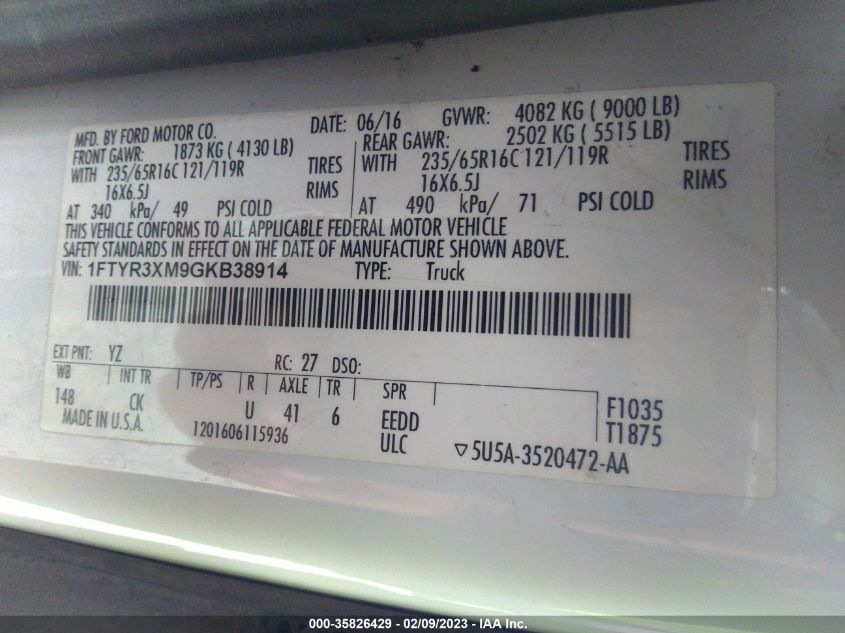 MFD. BY FORD MOTOR CO. DATE: 06/16 GVWR: 4082 KG ( 9000 LB)
FRONT GAWR: 1873 KG ( 4130 LB) REAR GAWR: 2502 KG ( 5515 LB)
WITH 235/65R16C 121/119R TIRES WITH 235/65R16C 121/119R TIRES
16X6.5J RIMS 16X6.5J RIMS
AT 340 kPa/ 49 PSI COLD AT 490 kPa/ 71 PSI COLD
THIS VEHICLE CONFORMS TO ALL APPLICABLE FEDERAL MOTOR VEHICLE
SAFETY STANDARDS IN EFFECT ON THE DATE OF MANUFACTURE SHOWN ABOVE.
VIN: 1FTYR3XM9GKB38914 TYPE: Truck
EXT PNT: YZ RC: 27 DSO:
WB INT TR TP/PS R AXLE TR SPR
148 CK U 41 6 EEDD F1035
MADE IN U.S.A. 1201606115936 ULC T1875
▽5U5A-3520472-AA
000-35826429 - 02/09/2023 - IAA Inc.